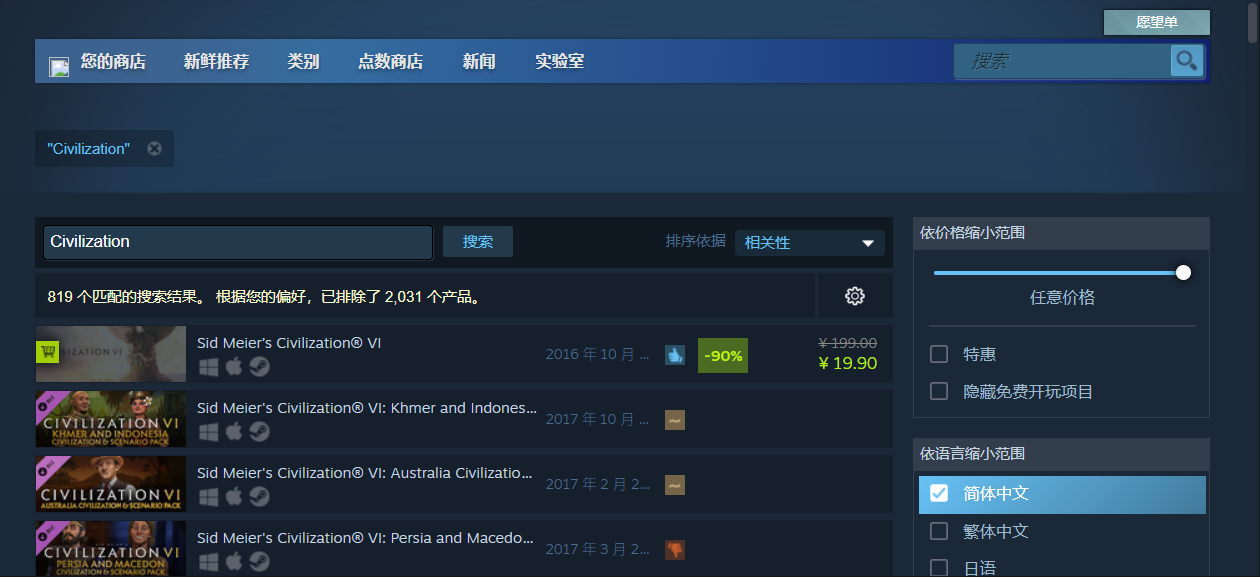 愿望单
您的商店 新鲜推荐 类别 点数商店 新闻 实验室 搜索
"Civilization"
Civilization 搜索 排序依据 相关性
819 个匹配的搜索结果。 根据您的偏好，已排除了 2,031 个产品。
Sid Meier's Civilization® VI
2016 年 10 月 ... -90% ¥ 199.00
¥ 19.90
Sid Meier's Civilization® VI: Khmer and Indones...
2017 年 10 月 ...
DLC
CIVILIZATION VI
KHMER AND INDONESIA
CIVILIZATION & SCENARIO PACK
Sid Meier's Civilization® VI: Australia Civilizatio...
2017 年 2 月 2...
DLC
CIVILIZATION VI
AUSTRALIA CIVILIZATION & SCENARIO PACK
Sid Meier's Civilization® VI: Persia and Macedo...
2017 年 3 月 2...
DLC
CIVILIZATION VI
PERSIA AND MACEDON
CIVILIZATION & SCENARIO PACK
依价格缩小范围
任意价格
特惠
隐藏免费开玩项目
依语言缩小范围
简体中文
繁体中文
日语